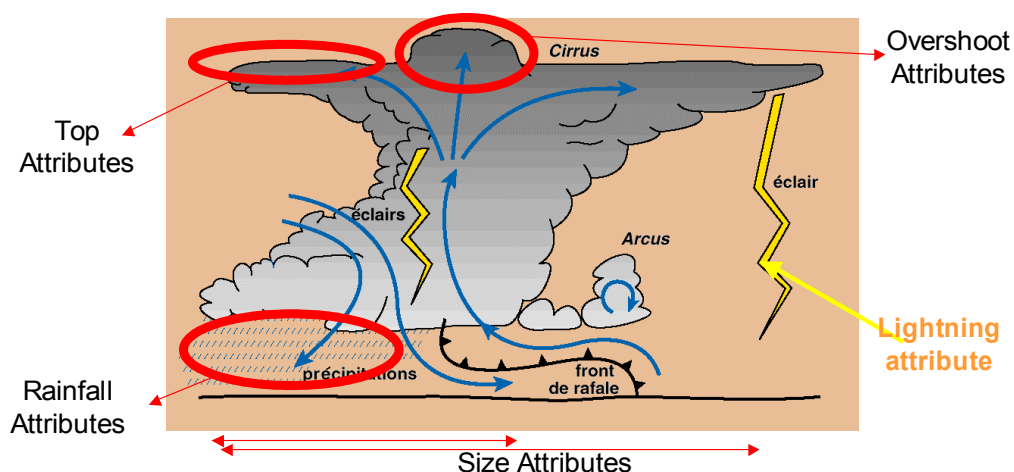 Overshoot
Attributes
Cirrus
Top
Attributes
éclair
éclairs
Arcus
Lightning
attribute
précipitations
front
de rafale
Rainfall
Attributes
Size Attributes